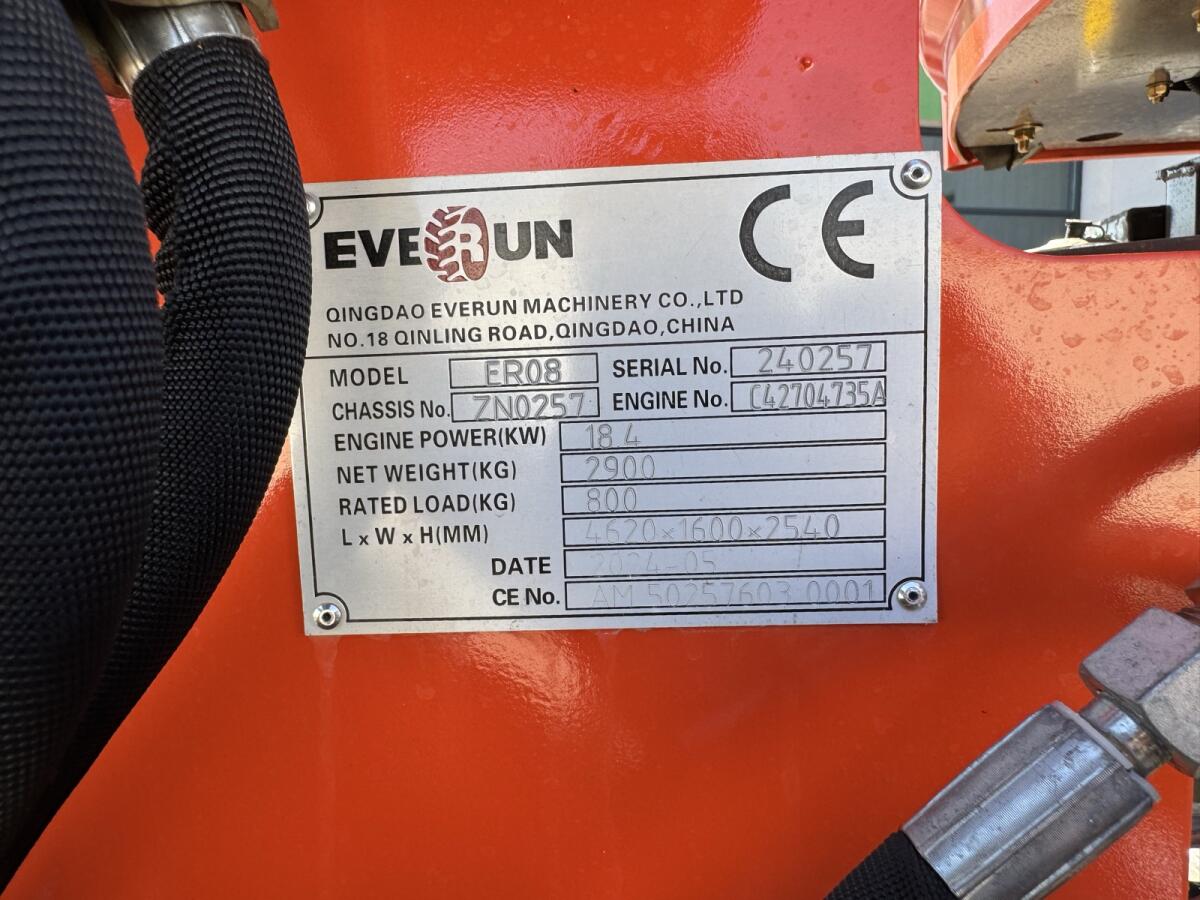 EVERUN CE
QINGDAO EVERUN MACHINERY CO.,LTD
NO.18 QINLING ROAD,QINGDAO,CHINA
MODEL ER08 SERIAL No. 240257
CHASSIS No. ZN0257 ENGINE No. C42704735A
ENGINE POWER(KW) 18.4
NET WEIGHT(KG) 2900
RATED LOAD(KG) 800
L x W x H(MM) 4620×1600×2540
DATE 2024-05 /
CE No. AM 50257603 0001